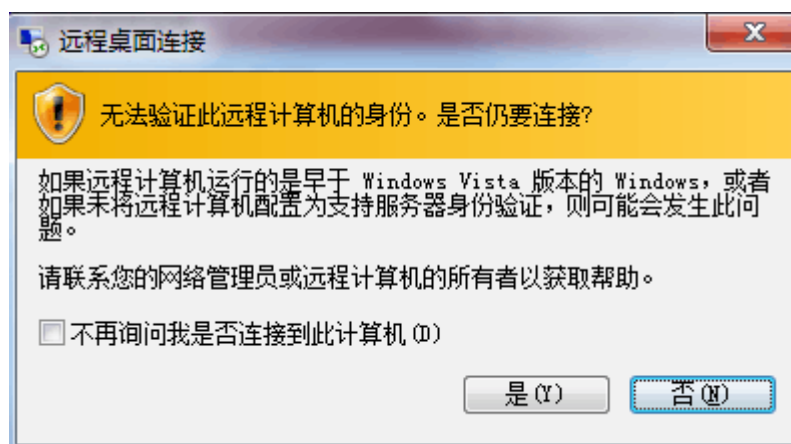 远程桌面连接
无法验证此远程计算机的身份。是否仍要连接?
如果远程计算机运行的是早于 Windows Vista 版本的 Windows，或者
如果未将远程计算机配置为支持服务器身份验证，则可能会发生此问
题。
请联系您的网络管理员或远程计算机的所有者以获取帮助。
不再询问我是否连接到此计算机(D)
是(Y) 否(N)